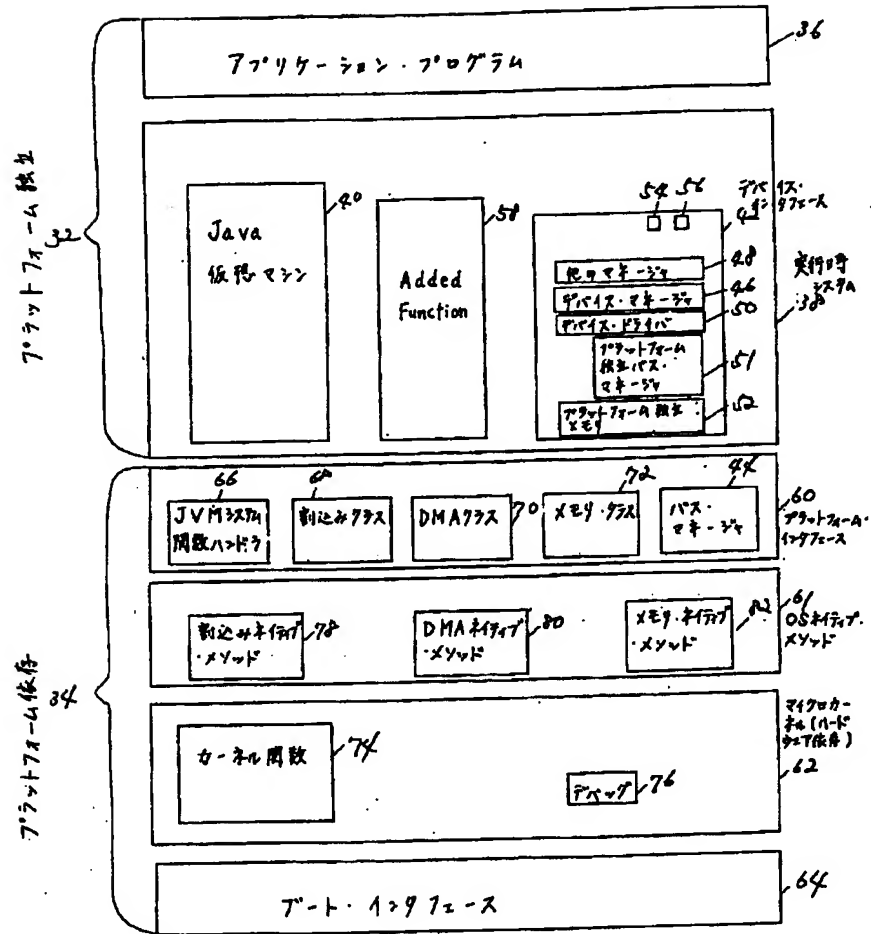 アプリケーション・プログラム
36
プラットフォーム独立
32
Java
仮想マシン
40
Added
Function
58
54
56
デバイス・
インタフェース
42
他のマネージャ
48
デバイス・マネージャ
46
デバイス・ドライバ
50
プラットフォーム
独立バス・
マネージャ
51
プラットフォーム独立
メモリ
52
実行時
システム
38
JVMシステム
関数ハンドラ
66
割込みクラス
68
DMAクラス
70
メモリ・クラス
72
バス・
マネージャ
44
60
プラットフォーム・
インタフェース
プラットフォーム依存
34
割込みネイティブ
・メソッド
78
DMAネイティブ
・メソッド
80
メモリ・ネイティブ
・メソッド
82
61
OSネイティブ・
メソッド
カーネル関数
74
デバッグ
76
マイクロカー
ネル(ハード
ウェア依存)
62
ブート・インタフェース
64